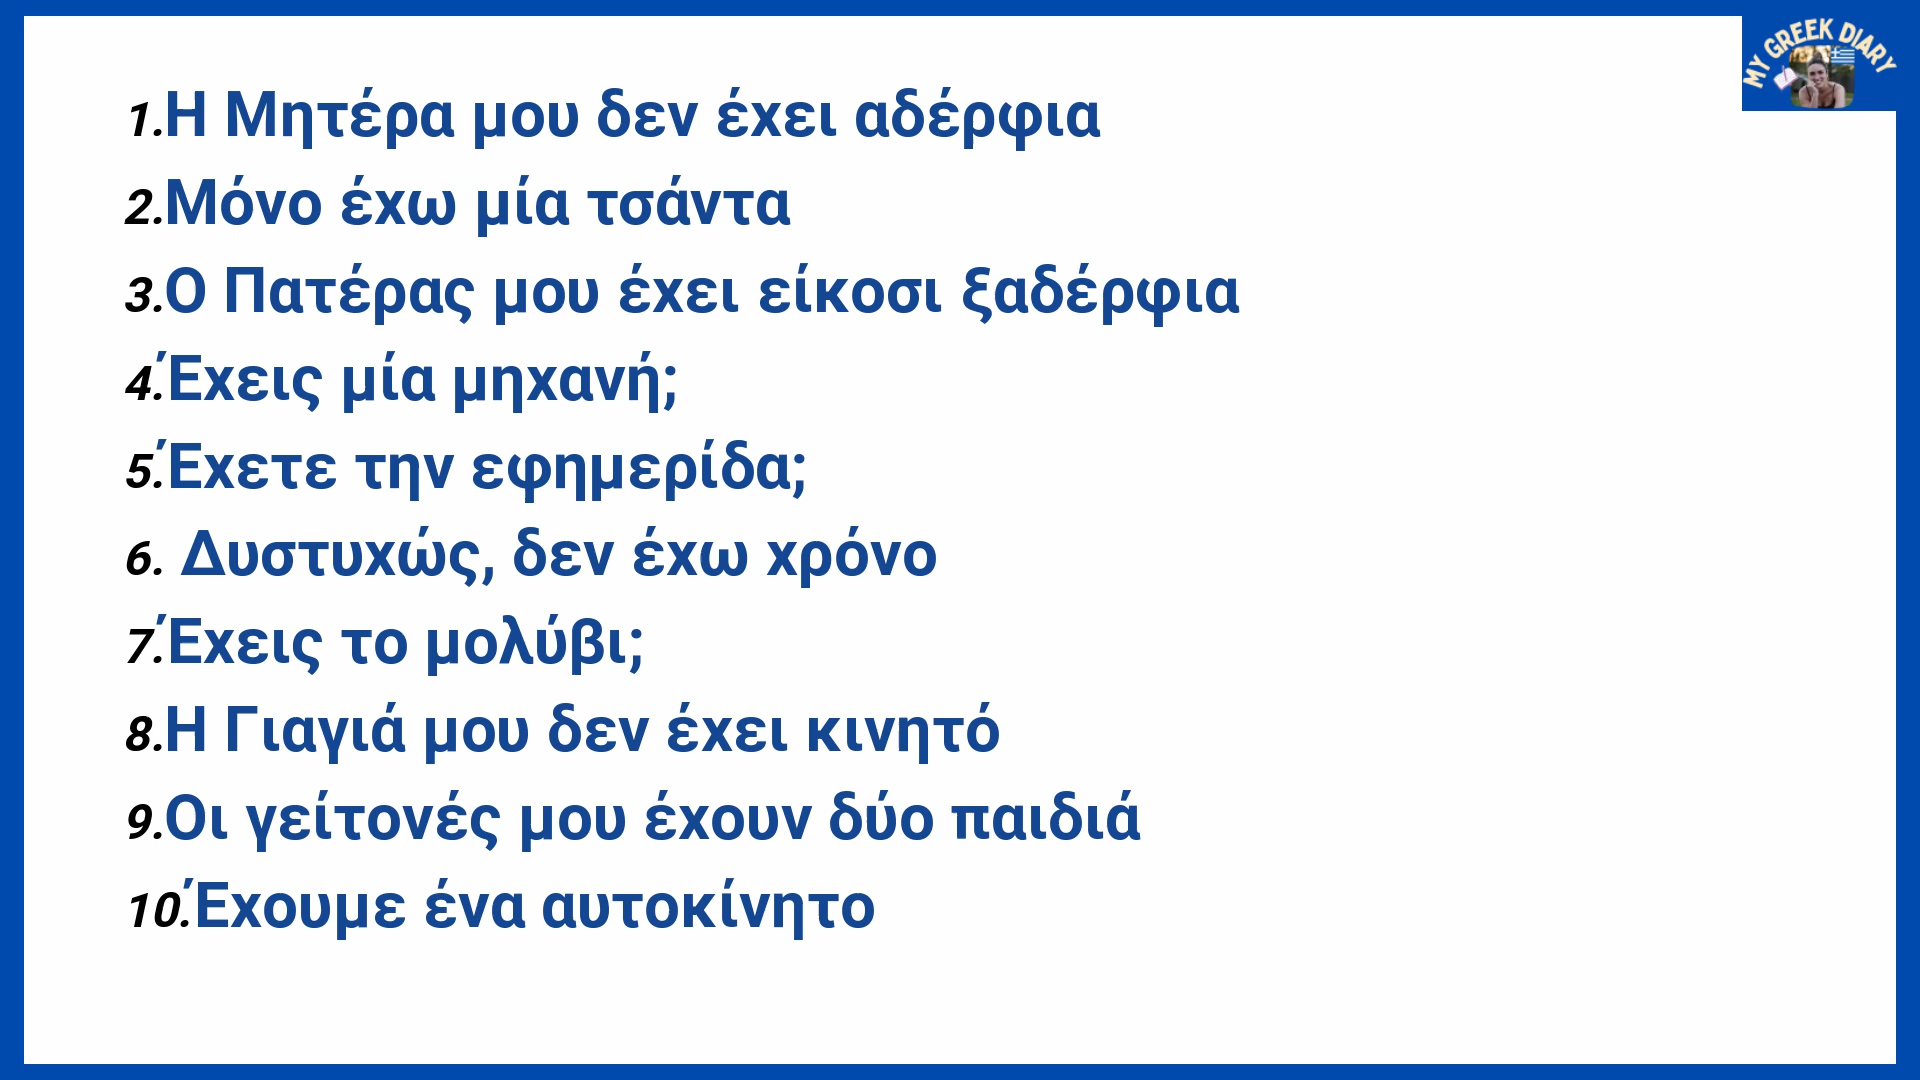 MY GREEK DIARY
1.Η Μητέρα μου δεν έχει αδέρφια
2.Μόνο έχω μία τσάντα
3.Ο Πατέρας μου έχει είκοσι ξαδέρφια
4.Έχεις μία μηχανή;
5.Έχετε την εφημερίδα;
6. Δυστυχώς, δεν έχω χρόνο
7.Έχεις το μολύβι;
8.Η Γιαγιά μου δεν έχει κινητό
9.Οι γείτονές μου έχουν δύο παιδιά
10.Έχουμε ένα αυτοκίνητο